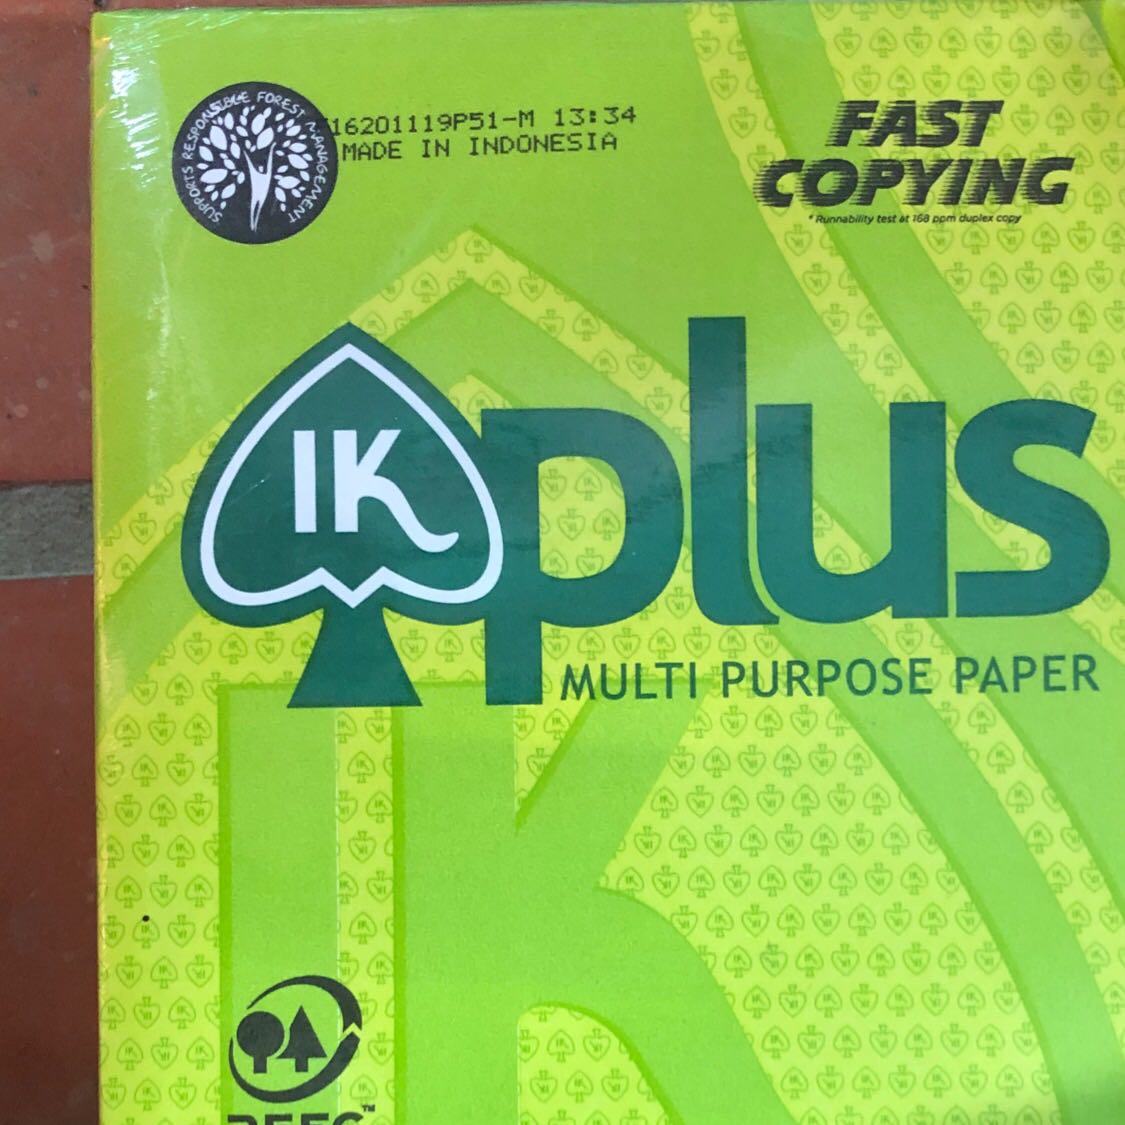 SUPPORTS RESPONSIBLE FOREST MANAGEMENT
16201119P51-M 13:34
MADE IN INDONESIA
FAST
COPYING
* Runnability test at 168 ppm duplex copy
IK plus
MULTI PURPOSE PAPER
PEFC™